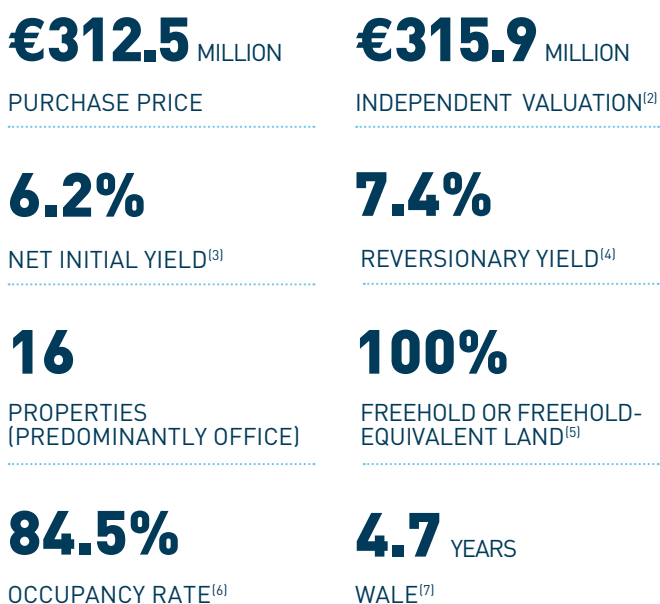 €312.5 MILLION
PURCHASE PRICE
€315.9 MILLION
INDEPENDENT VALUATION(2)
6.2%
NET INITIAL YIELD(3)
7.4%
REVERSIONARY YIELD(4)
16
PROPERTIES
(PREDOMINANTLY OFFICE)
100%
FREEHOLD OR FREEHOLD-
EQUIVALENT LAND(5)
84.5%
OCCUPANCY RATE(6)
4.7 YEARS
WALE(7)